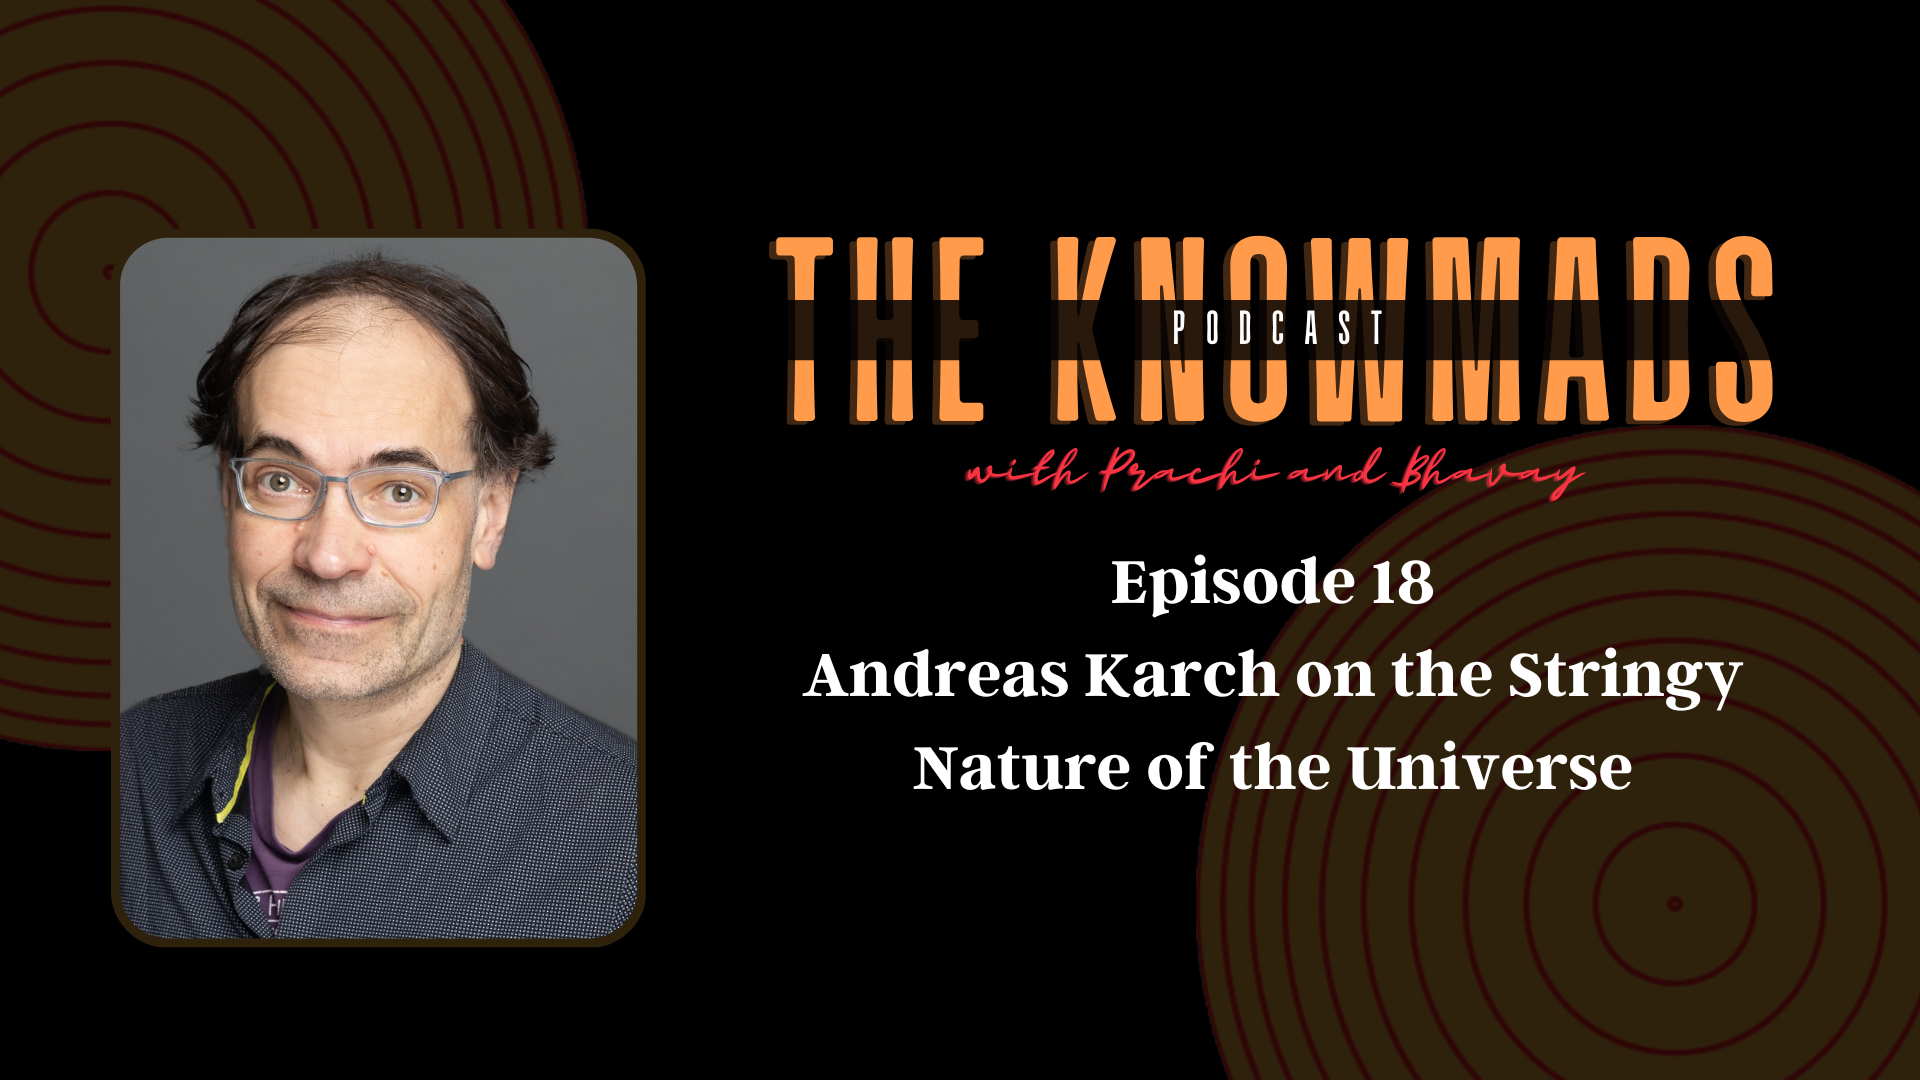 THE KNOWMADS
PODCAST
with Prachi and Bhavay
Episode 18
Andreas Karch on the Stringy
Nature of the Universe